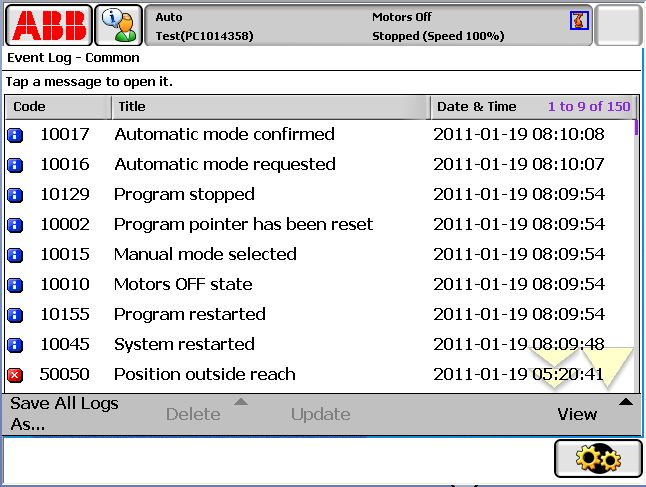 ABB
Auto Motors Off
Test(PC1014358) Stopped (Speed 100%)
Event Log - Common
Tap a message to open it.
Code Title Date & Time 1 to 9 of 150
10017 Automatic mode confirmed 2011-01-19 08:10:08
10016 Automatic mode requested 2011-01-19 08:10:07
10129 Program stopped 2011-01-19 08:09:54
10002 Program pointer has been reset 2011-01-19 08:09:54
10015 Manual mode selected 2011-01-19 08:09:54
10010 Motors OFF state 2011-01-19 08:09:54
10155 Program restarted 2011-01-19 08:09:54
10045 System restarted 2011-01-19 08:09:48
50050 Position outside reach 2011-01-19 05:20:41
Save All Logs
As... Delete Update View